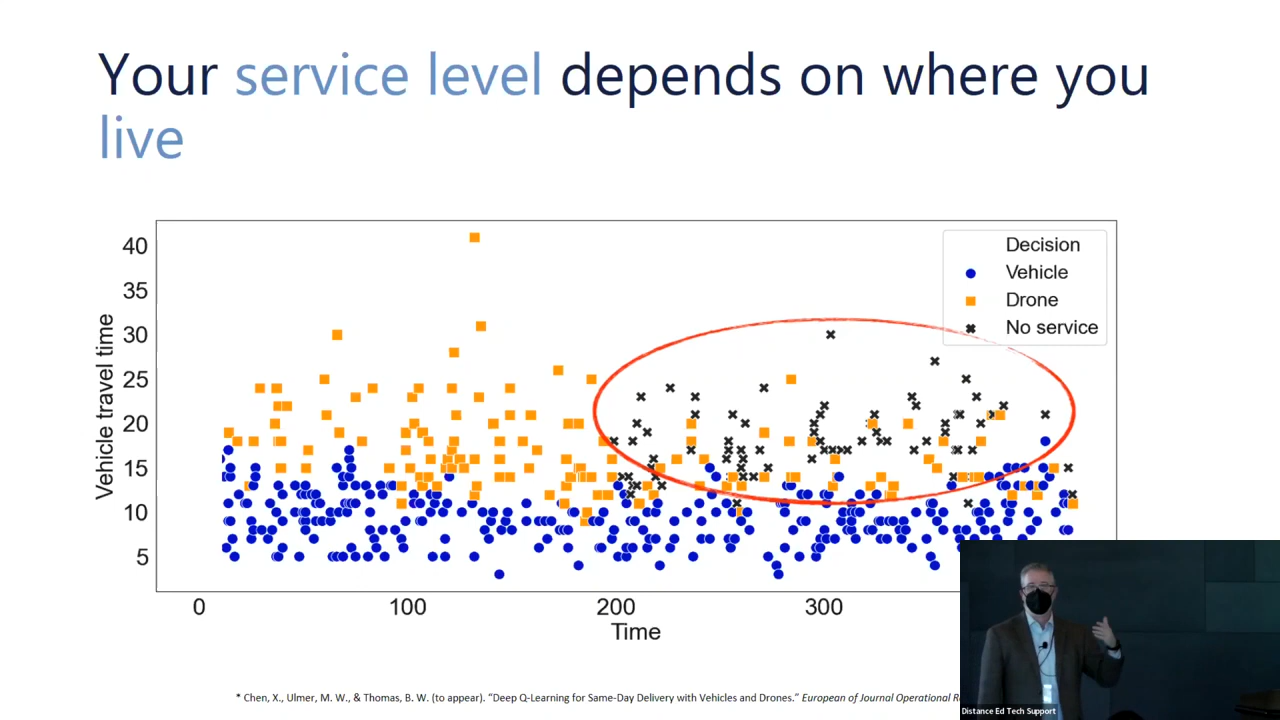 Your service level depends on where you
live
40
35
30
25
20
15
10
5
Vehicle travel time
Decision
Vehicle
Drone
No service
0
100
200
300
Time
* Chen, X., Ulmer, M. W., & Thomas, B. W. (to appear). “Deep Q-Learning for Same-Day Delivery with Vehicles and Drones.” European of Journal Operational
Distance Ed Tech Support